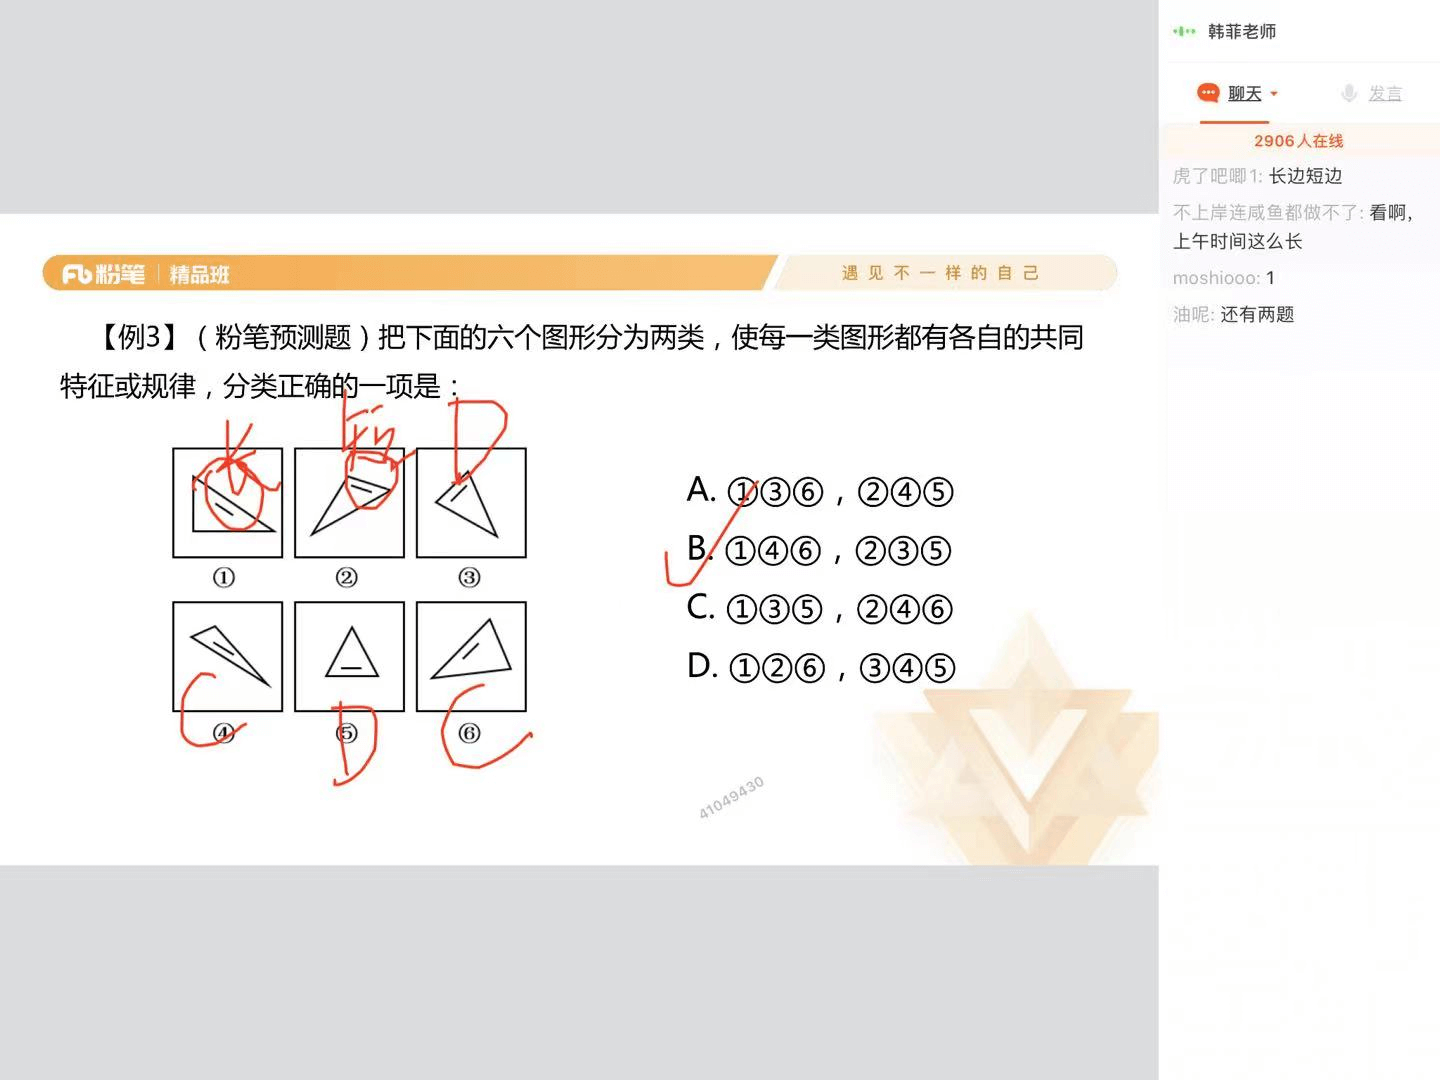 粉笔 精品班
遇见不一样的自己
【例3】（粉笔预测题）把下面的六个图形分为两类，使每一类图形都有各自的共同
特征或规律，分类正确的一项是：
长
短
D
①
②
③
C
D
C
④
⑤
⑥
A. ①③⑥，②④⑤
B. ①④⑥，②③⑤
C. ①③⑤，②④⑥
D. ①②⑥，③④⑤
41049430
韩菲老师
聊天
发言
2906人在线
虎了吧唧1: 长边短边
不上岸连咸鱼都做不了: 看啊，
上午时间这么长
moshiooo: 1
油呢: 还有两题